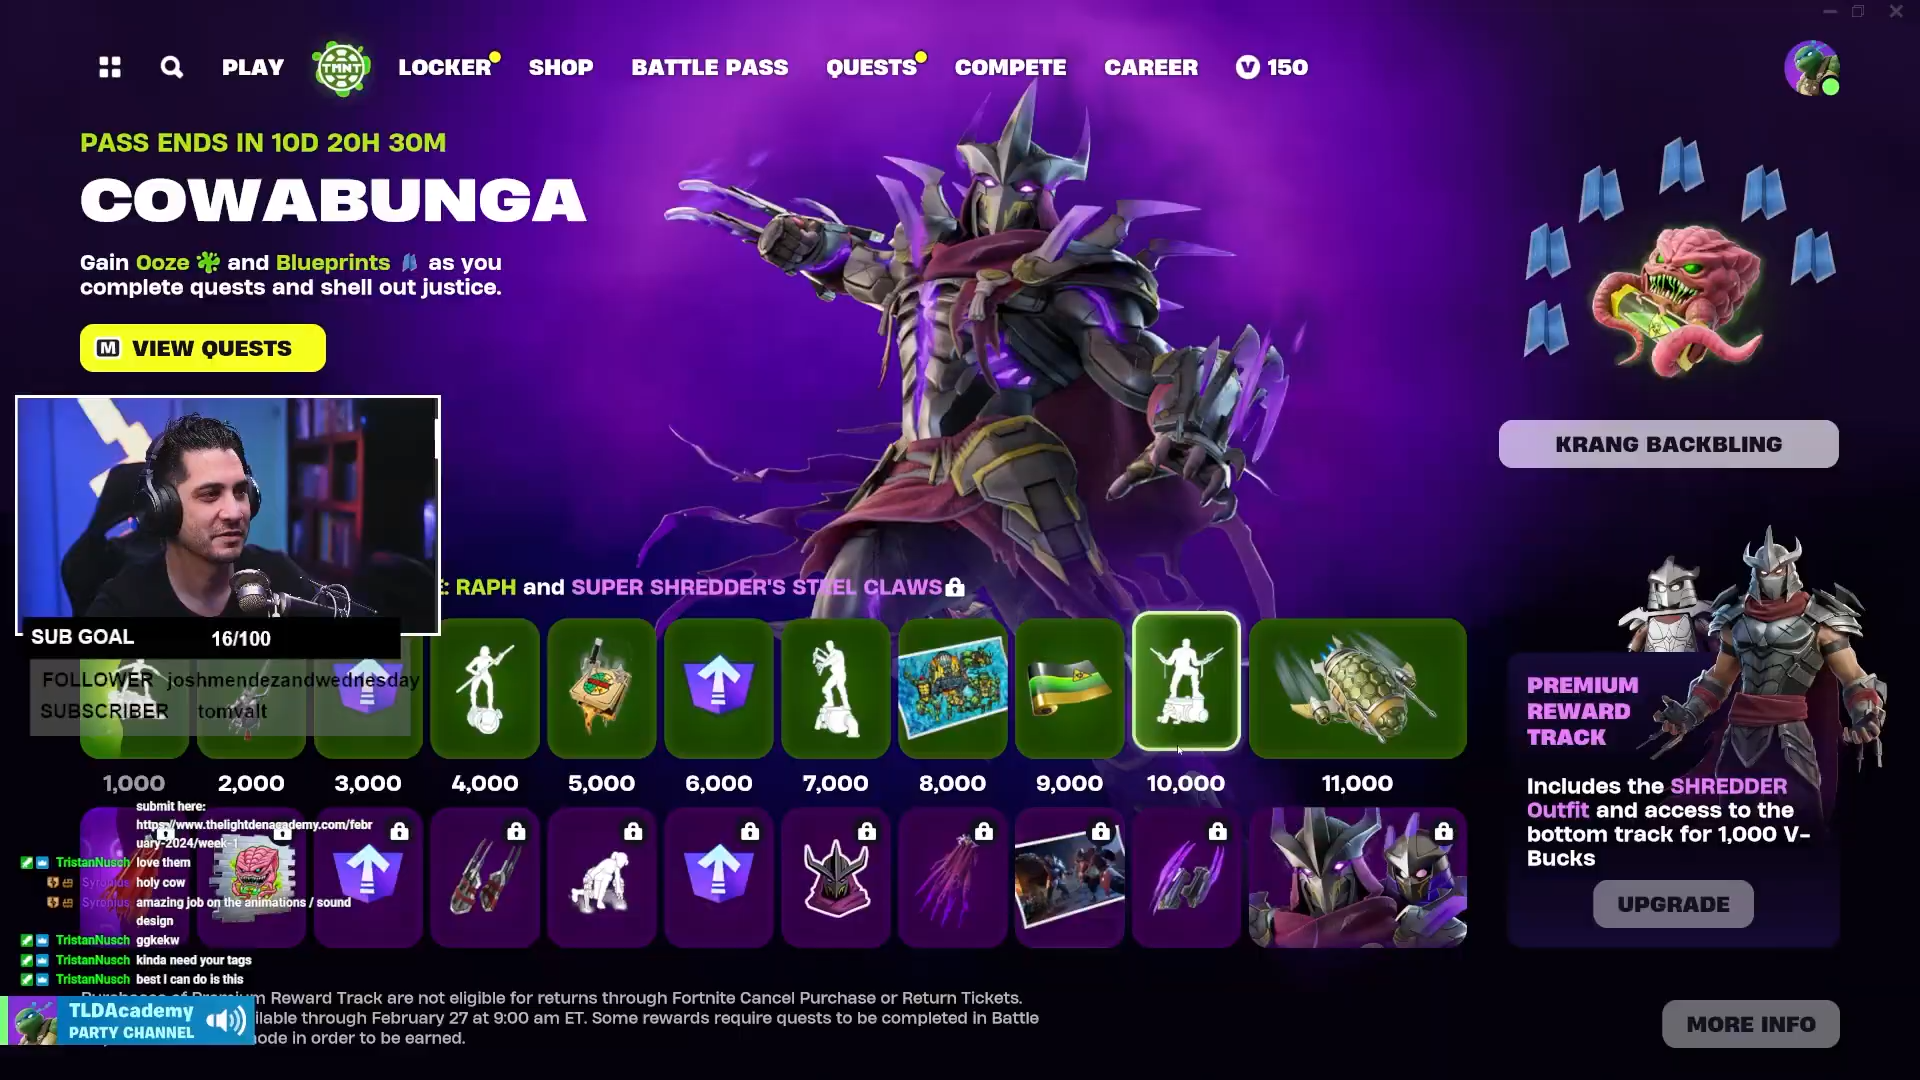 PLAY
TMNT
LOCKER
SHOP
BATTLE PASS
QUESTS
COMPETE
CAREER
V 150
PASS ENDS IN 10D 20H 30M
COWABUNGA
Gain Ooze and Blueprints as you
complete quests and shell out justice.
M VIEW QUESTS
KRANG BACKBLING
: RAPH and SUPER SHREDDER'S STEEL CLAWS
SUB GOAL 16/100
FOLLOWER joshmendezandwednesday
SUBSCRIBER tomvalt
1,000
2,000
3,000
4,000
5,000
6,000
7,000
8,000
9,000
10,000
11,000
PREMIUM
REWARD
TRACK
Includes the SHREDDER
Outfit and access to the
bottom track for 1,000 V-
Bucks
UPGRADE
submit here:
https://www.thelightdenacademy.com/febr
uary-2024/week-1
TristanNusch love them
Syronius holy cow
Syronius amazing job on the animations / sound
design
TristanNusch ggkekw
TristanNusch kinda need your tags
TristanNusch best I can do is this
Purchases of Premium Reward Track are not eligible for returns through Fortnite Cancel Purchase or Return Tickets.
ilable through February 27 at 9:00 am ET. Some rewards require quests to be completed in Battle
mode in order to be earned.
TLDAcademy
PARTY CHANNEL
MORE INFO